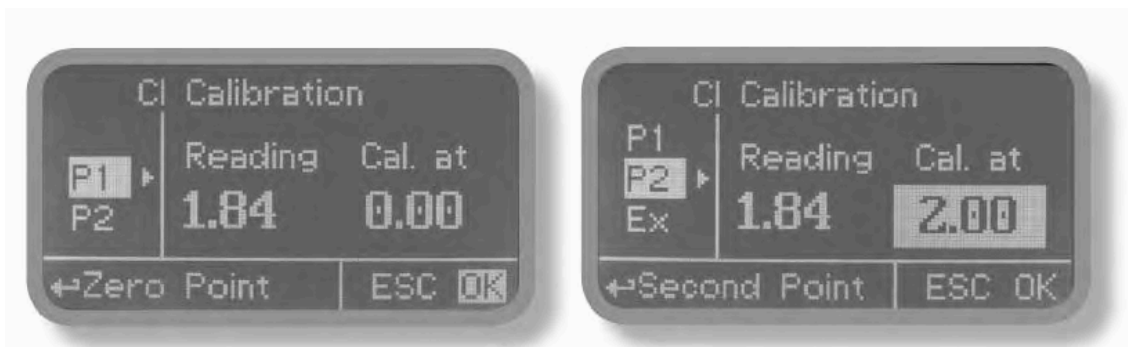 Cl Calibration
Reading Cal. at
P1
1.84 0.00
P2
↵Zero Point ESC OK
Cl Calibration
P1
Reading Cal. at
P2
1.84 2.00
Ex
↵Second Point ESC OK